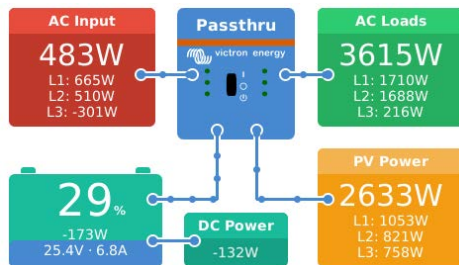 AC Input
483W
L1: 665W
L2: 510W
L3: -301W
Passthru
victron energy
I
AC Loads
3615W
L1: 1710W
L2: 1688W
L3: 216W
29%
-173W
25.4V · 6.8A
DC Power
-132W
PV Power
2633W
L1: 1053W
L2: 821W
L3: 758W